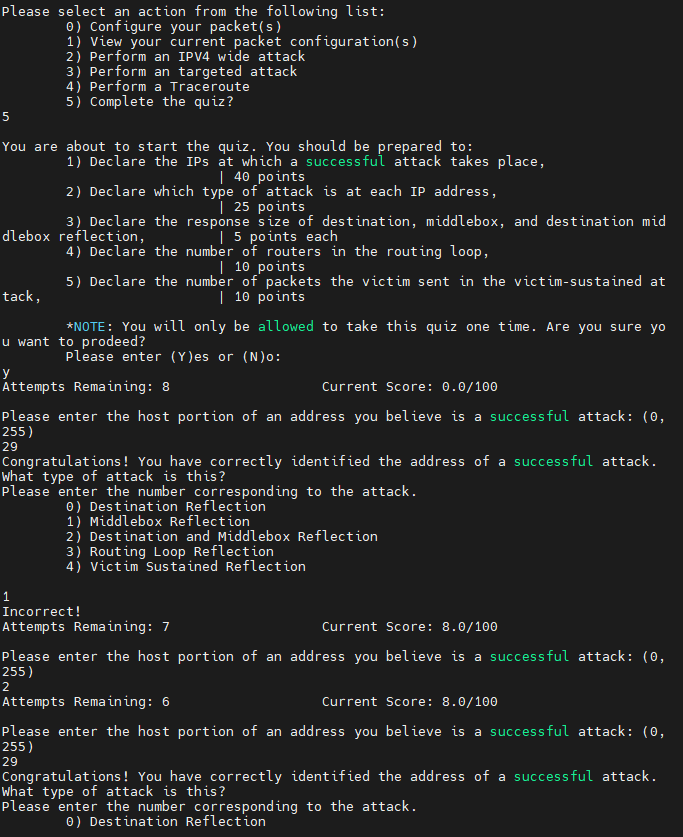 Please select an action from the following list:
0) Configure your packet(s)
1) View your current packet configuration(s)
2) Perform an IPV4 wide attack
3) Perform an targeted attack
4) Perform a Traceroute
5) Complete the quiz?
5
You are about to start the quiz. You should be prepared to:
1) Declare the IPs at which a successful attack takes place,
| 40 points
2) Declare which type of attack is at each IP address,
| 25 points
3) Declare the response size of destination, middlebox, and destination mid
dlebox reflection, | 5 points each
4) Declare the number of routers in the routing loop,
| 10 points
5) Declare the number of packets the victim sent in the victim-sustained at
tack, | 10 points
*NOTE: You will only be allowed to take this quiz one time. Are you sure yo
u want to prodeed?
Please enter (Y)es or (N)o:
y
Attempts Remaining: 8 Current Score: 0.0/100
Please enter the host portion of an address you believe is a successful attack: (0,
255)
29
Congratulations! You have correctly identified the address of a successful attack.
What type of attack is this?
Please enter the number corresponding to the attack.
0) Destination Reflection
1) Middlebox Reflection
2) Destination and Middlebox Reflection
3) Routing Loop Reflection
4) Victim Sustained Reflection
1
Incorrect!
Attempts Remaining: 7 Current Score: 8.0/100
Please enter the host portion of an address you believe is a successful attack: (0,
255)
2
Attempts Remaining: 6 Current Score: 8.0/100
Please enter the host portion of an address you believe is a successful attack: (0,
255)
29
Congratulations! You have correctly identified the address of a successful attack.
What type of attack is this?
Please enter the number corresponding to the attack.
0) Destination Reflection